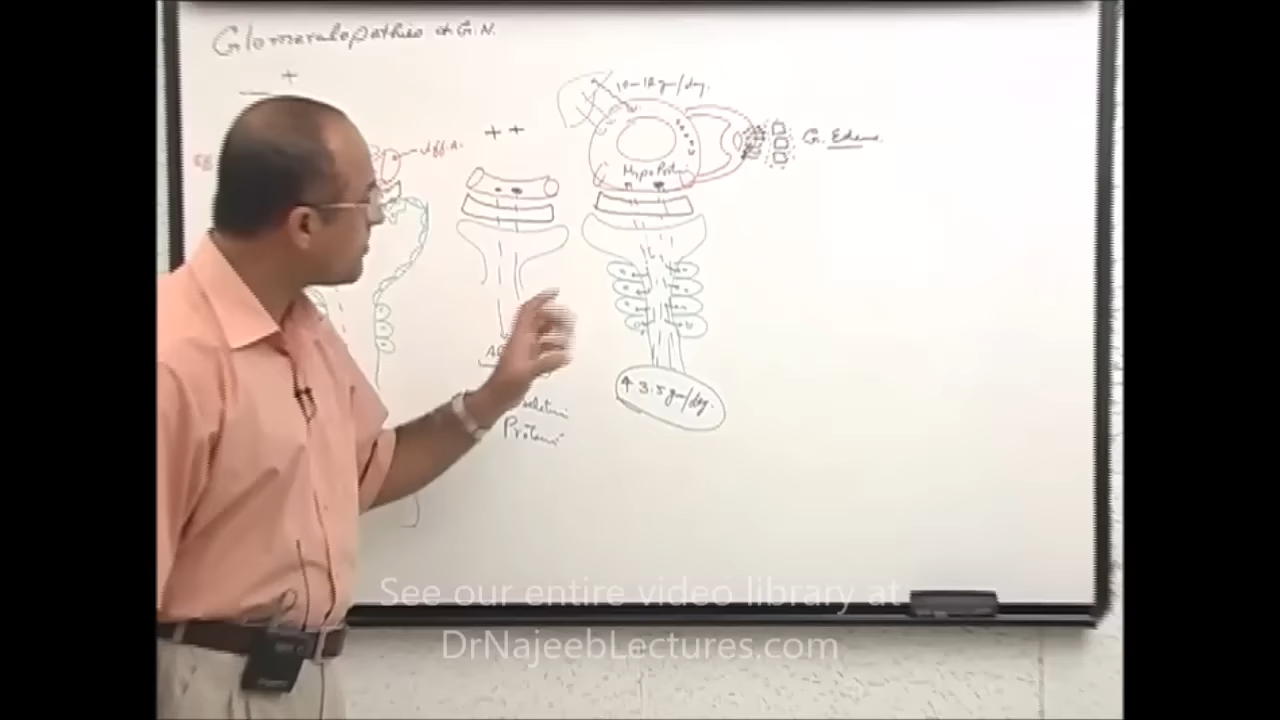 Glomerulopathies & G.N.
+
10-12 gm/day.
++
Aff. A.
G. Edema
Hypo Protein
↑ 3.5 gm/day.
Protein
See our entire video library at
DrNajeebLectures.com